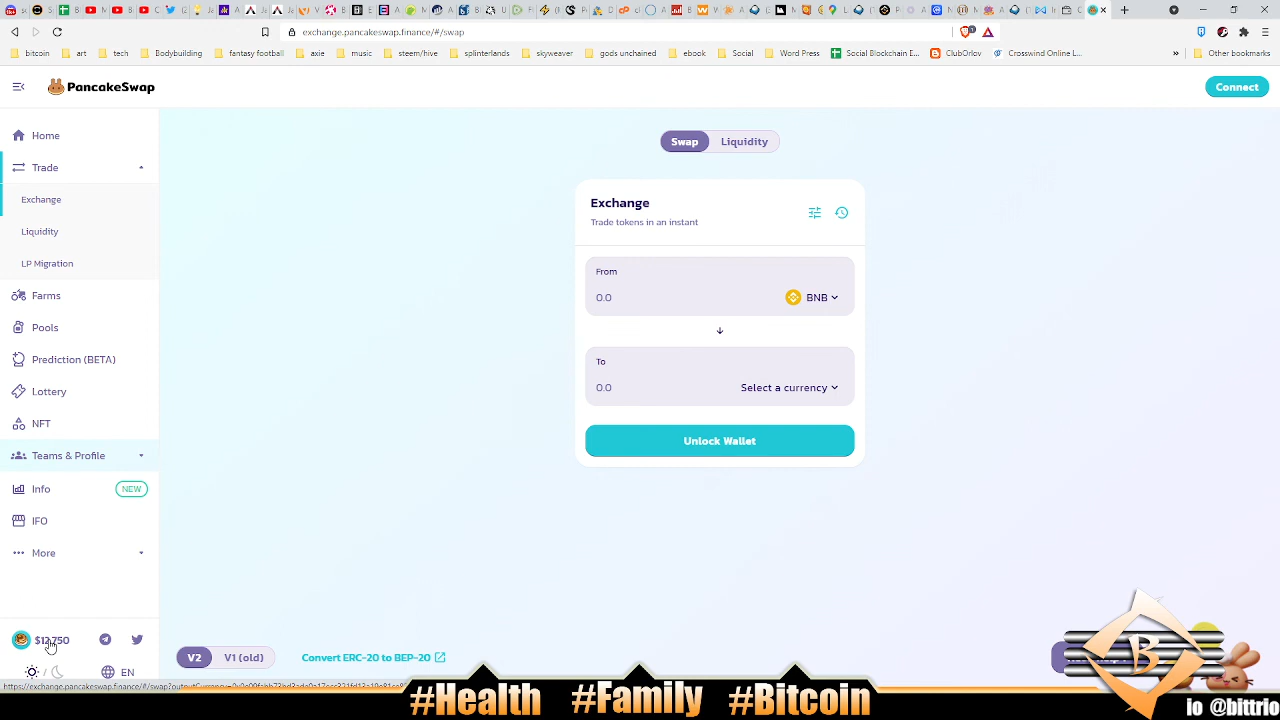 exchange.pancakeswap.finance/#/swap
bitcoin
art
tech
Bodybuilding
fantasy football
axie
music
steem/hive
splinterlands
skyweaver
gods unchained
ebook
Social
Word Press
Social Blockchain E...
ClubOrlov
Crosswind Online L...
»
Other bookmarks
PancakeSwap
Connect
Home
Trade
Exchange
Liquidity
LP Migration
Farms
Pools
Prediction (BETA)
Lottery
NFT
Teams & Profile
Info
NEW
IFO
More
EN
Swap
Liquidity
Exchange
Trade tokens in an instant
From
0.0
BNB
To
0.0
Select a currency
Unlock Wallet
V2
V1 (old)
Convert ERC-20 to BEP-20
#Health
#Family
#Bitcoin
B
io @bittrio